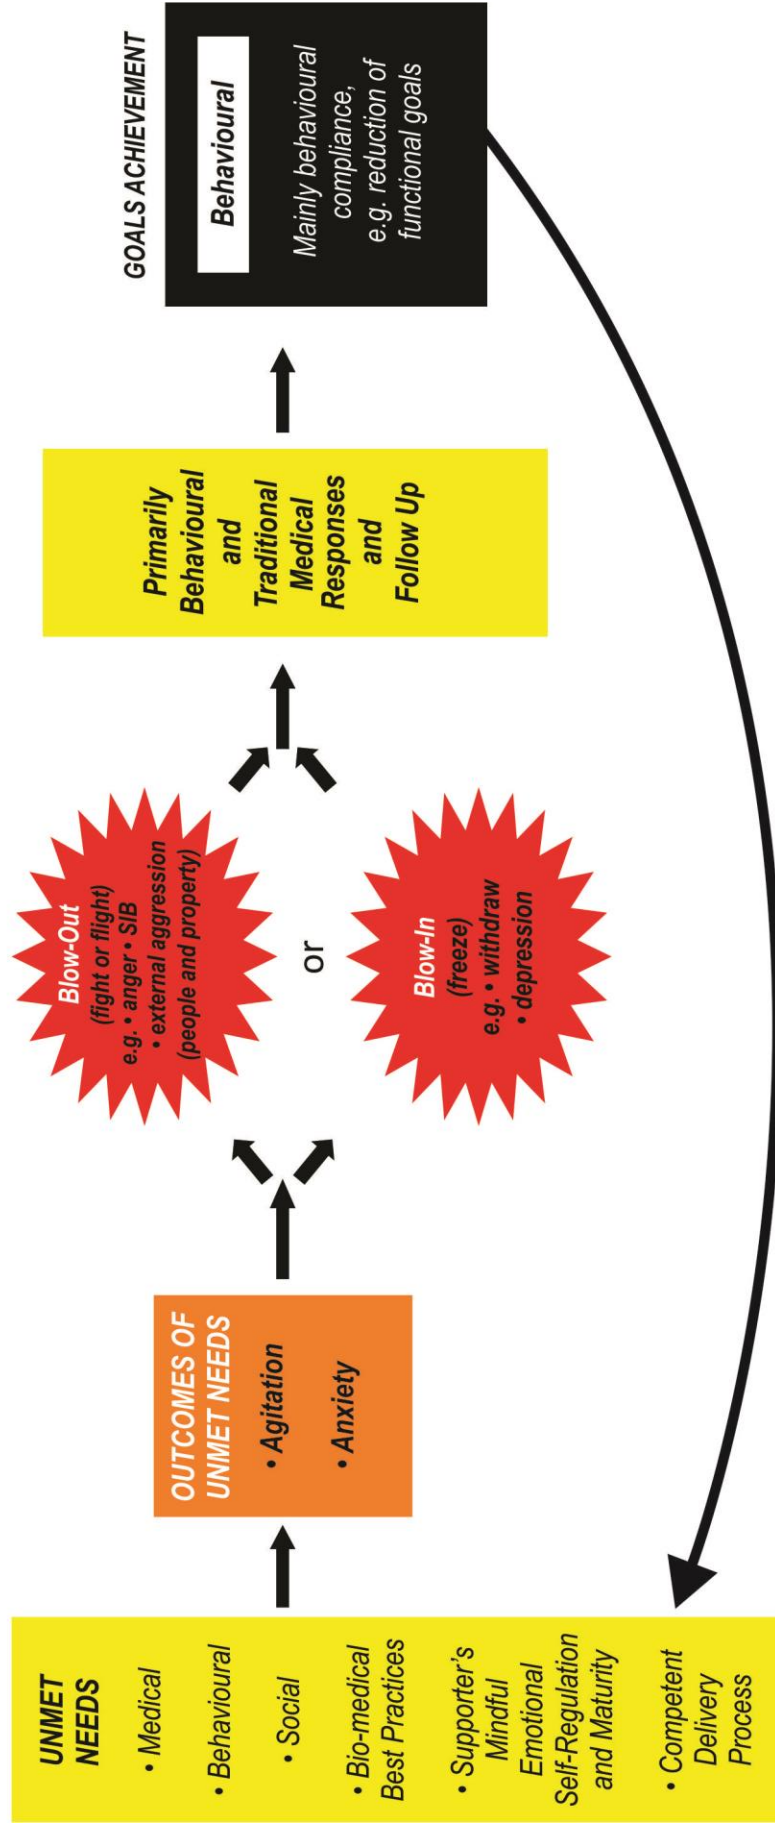 UNMET
NEEDS
• Medical
• Behavioural
• Social
• Bio-medical
Best Practices
• Supporter's
Mindful
Emotional
Self-Regulation
and Maturity
• Competent
Delivery
Process
OUTCOMES OF
UNMET NEEDS
• Agitation
• Anxiety
Blow-Out
(fight or flight)
e.g. • anger • SIB
• external aggression
(people and property)
or
Blow-In
(freeze)
e.g. • withdraw
• depression
Primarily
Behavioural
and
Traditional
Medical
Responses
and
Follow Up
GOALS ACHIEVEMENT
Behavioural
Mainly behavioural
compliance,
e.g. reduction of
functional goals